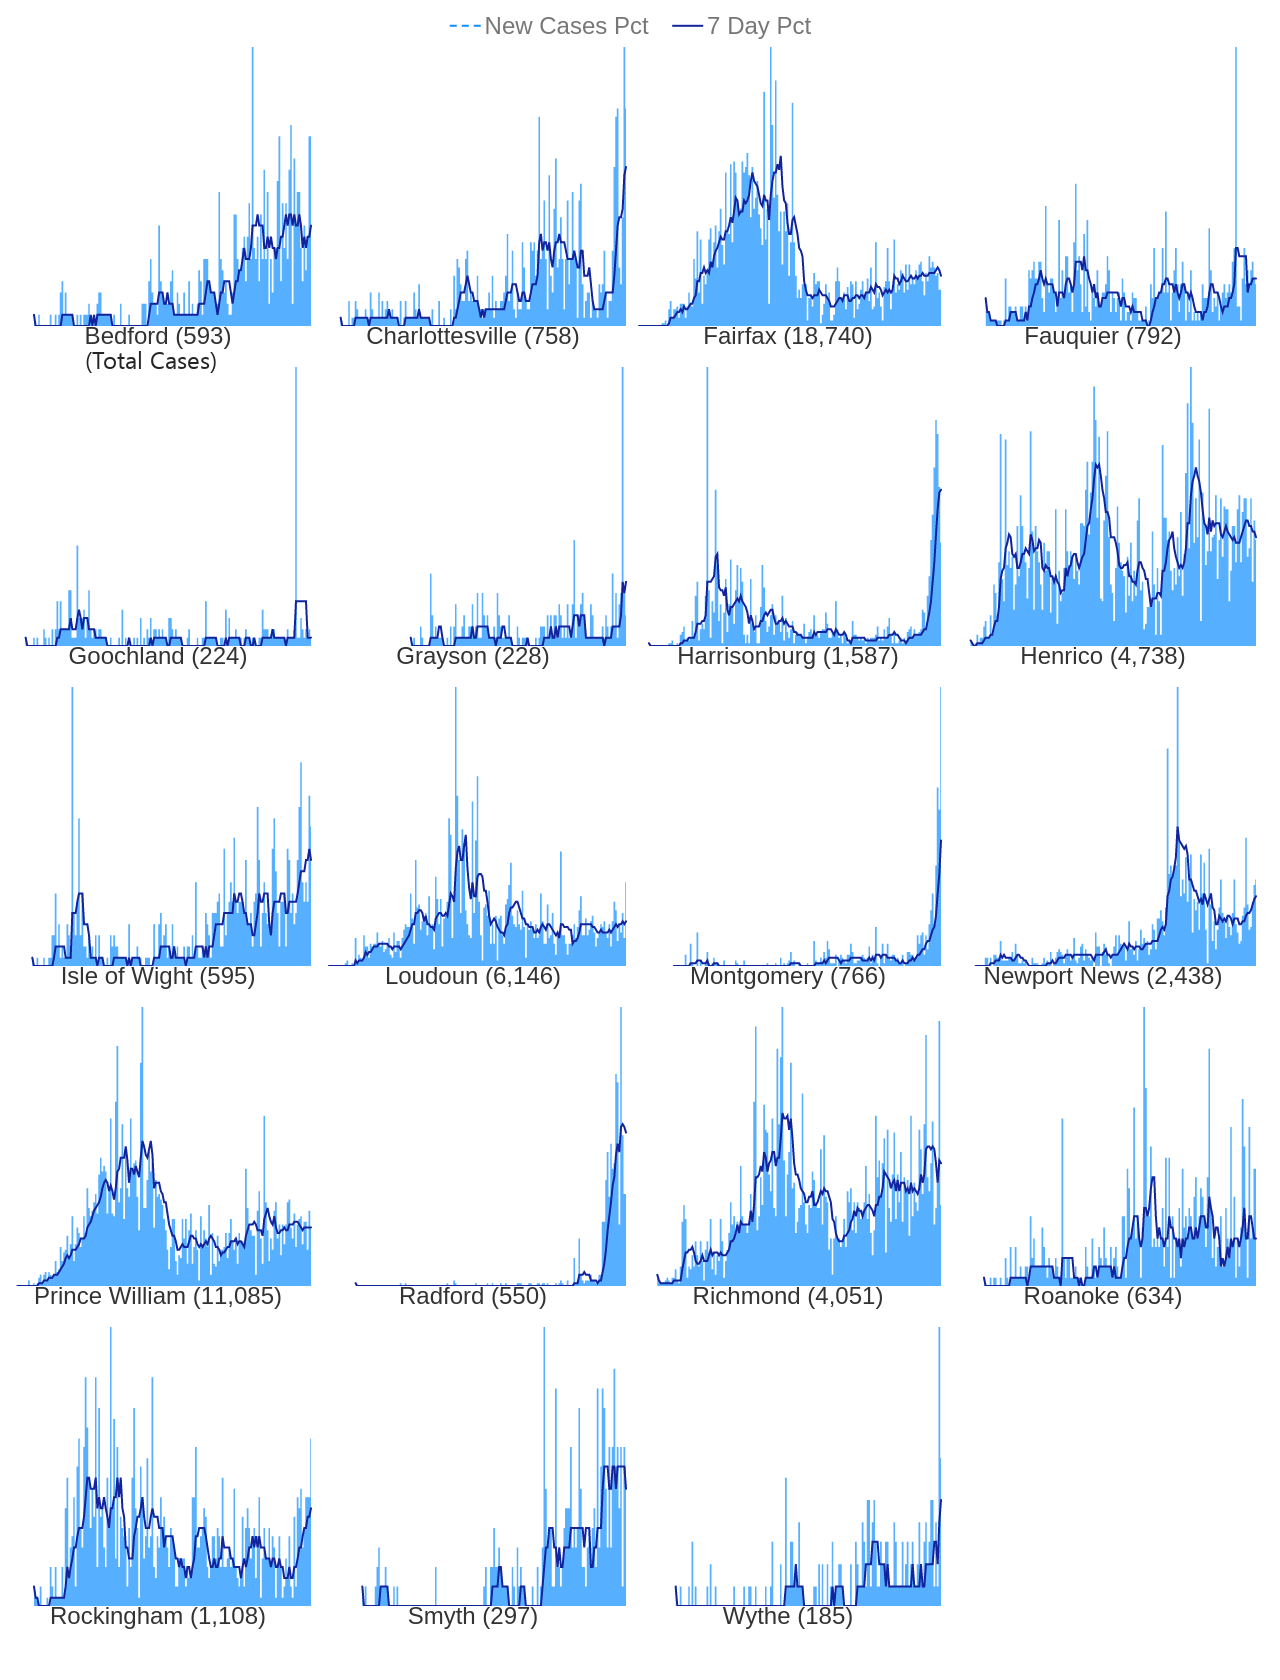 New Cases Pct 7 Day Pct
Bedford (593) Charlottesville (758) Fairfax (18,740) Fauquier (792)
(Total Cases)
Goochland (224) Grayson (228) Harrisonburg (1,587) Henrico (4,738)
Isle of Wight (595) Loudoun (6,146) Montgomery (766) Newport News (2,438)
Prince William (11,085) Radford (550) Richmond (4,051) Roanoke (634)
Rockingham (1,108) Smyth (297) Wythe (185)